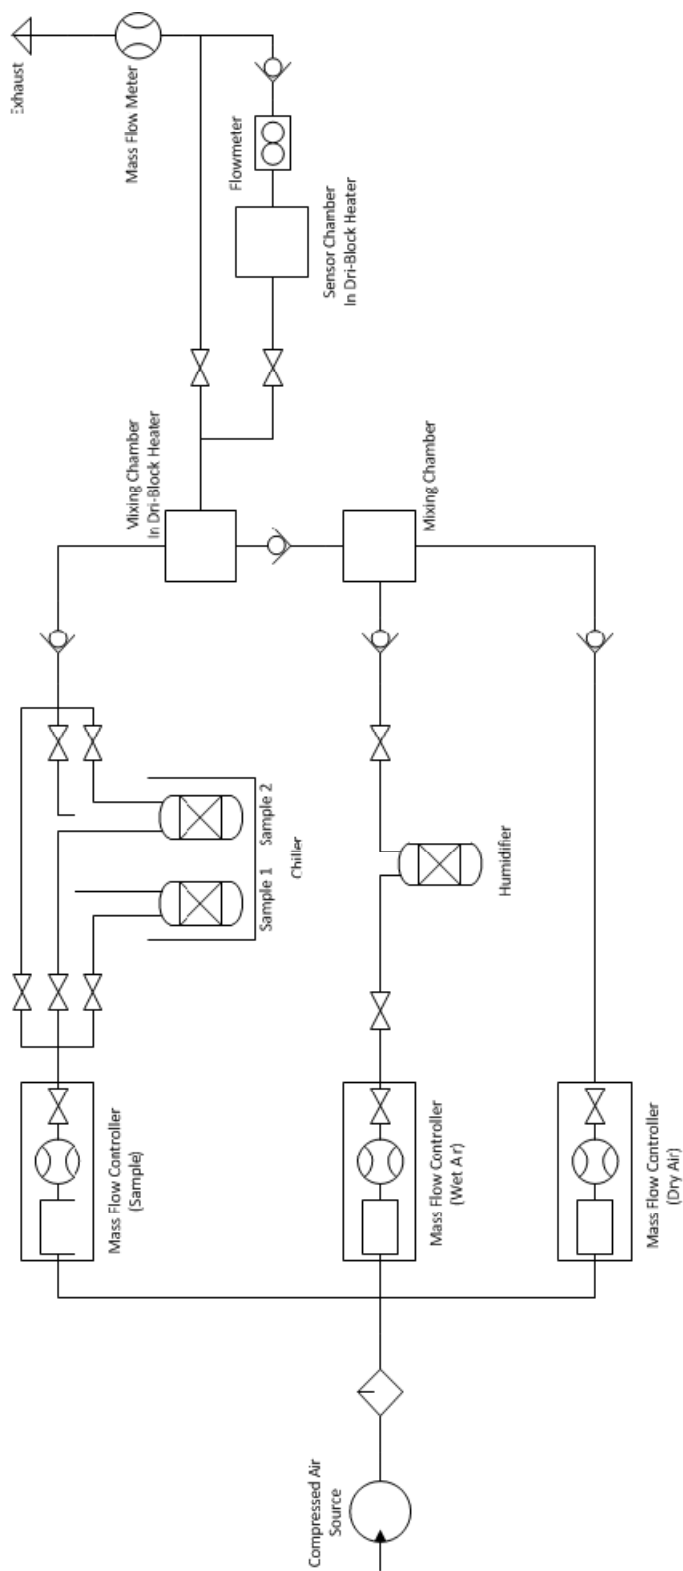 Exhaust
Mass Flow Controller
(Sample)
Mixing Chamber
In Dri-Block Heater
Mass Flow Meter
Flowmeter
Sample 1
Sample 2
Chiller
Sensor Chamber
In Dri-Block Heater
Compressed Air
Source
Mass Flow Controller
(Wet Air)
Mixing Chamber
Humidifier
Mass Flow Controller
(Dry Air)